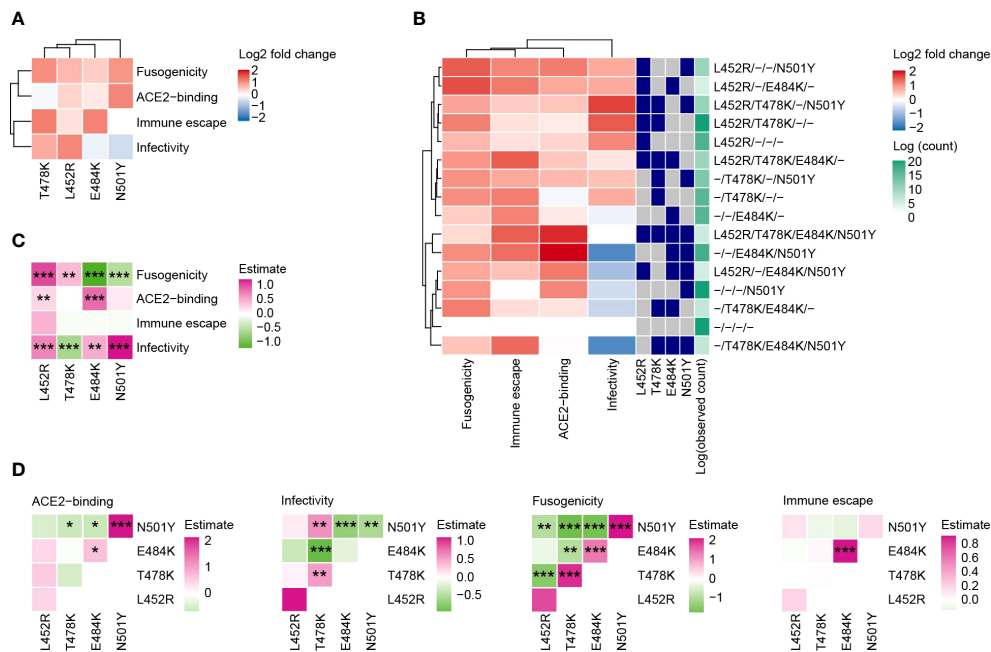 A
Log2 fold change
2
1
0
−1
−2
Fusogenicity
ACE2−binding
Immune escape
Infectivity
T478K
L452R
E484K
N501Y
B
L452R/−/−/N501Y
L452R/−/E484K/−
L452R/T478K/−/N501Y
L452R/T478K/−/−
L452R/−/−/−
L452R/T478K/E484K/−
−/T478K/−/N501Y
−/T478K/−/−
−/−/E484K/−
L452R/T478K/E484K/N501Y
−/−/E484K/N501Y
L452R/−/E484K/N501Y
−/−/−/N501Y
−/T478K/E484K/−
−/−/−/−
−/T478K/E484K/N501Y
Log2 fold change
2
1
0
−1
−2
Log (count)
20
15
10
5
0
Fusogenicity
Immune escape
ACE2−binding
Infectivity
L452R
T478K
E484K
N501Y
Log(observed count)
C
*** ** *** *** Fusogenicity
** *** ACE2−binding
Immune escape
*** *** ** *** Infectivity
Estimate
1.0
0.5
0.0
−0.5
−1.0
L452R
T478K
E484K
N501Y
D
ACE2−binding
* * *** N501Y
* E484K
T478K
L452R
Estimate
2
1
0
L452R
T478K
E484K
N501Y
Infectivity
** *** ** N501Y
*** E484K
** T478K
L452R
Estimate
1.0
0.5
0.0
−0.5
L452R
T478K
E484K
N501Y
Fusogenicity
** *** *** *** N501Y
** *** E484K
*** *** T478K
L452R
Estimate
2
1
0
−1
L452R
T478K
E484K
N501Y
Immune escape
N501Y
*** E484K
T478K
L452R
Estimate
0.8
0.6
0.4
0.2
0.0
L452R
T478K
E484K
N501Y